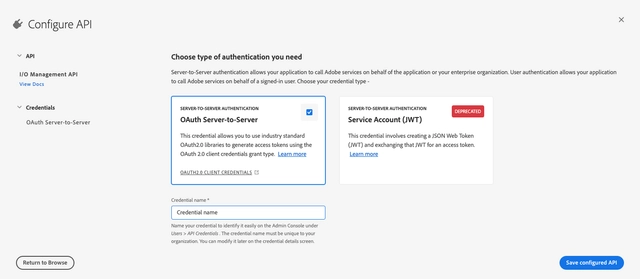 Configure API
API
I/O Management API
View Docs
Credentials
OAuth Server-to-Server
Choose type of authentication you need
Server-to-Server authentication allows your application to call Adobe services on behalf of the application or your enterprise organization. User authentication allows your application
to call Adobe services on behalf of a signed-in user. Choose your credential type -
SERVER-TO-SERVER AUTHENTICATION
OAuth Server-to-Server
This credential allows you to use industry standard
OAuth2.0 libraries to generate access tokens using the
OAuth 2.0 client credentials grant type. Learn more
OAUTH2.0 CLIENT CREDENTIALS
SERVER-TO-SERVER AUTHENTICATION
DEPRECATED
Service Account (JWT)
This credential involves creating a JSON Web Token
(JWT) and exchanging that JWT for an access token.
Learn more
Credential name *
Credential name
Name your credential to identify it easily on the Admin Console under
Users > API Credentials . The credential name must be unique to your
organization. You can modify it later on the credential details screen.
Return to Browse
Save configured API